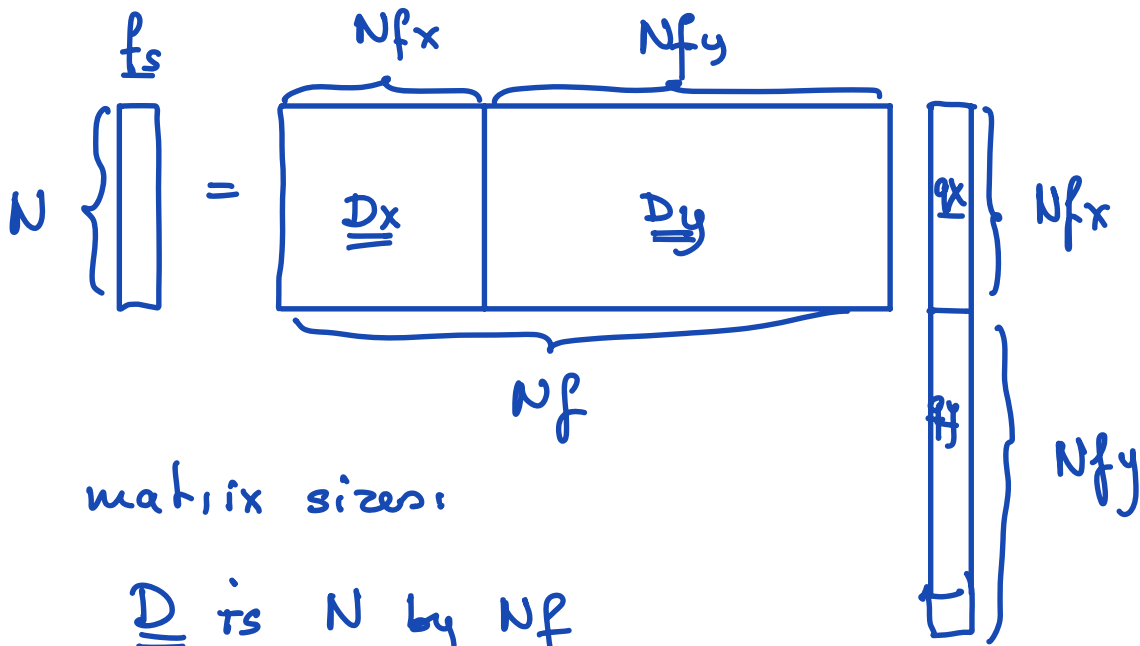 fs Nfx Nfy
N = Dx Dy qx Nfx
Nf
qy Nfy
matrix sizes:
D is N by Nf